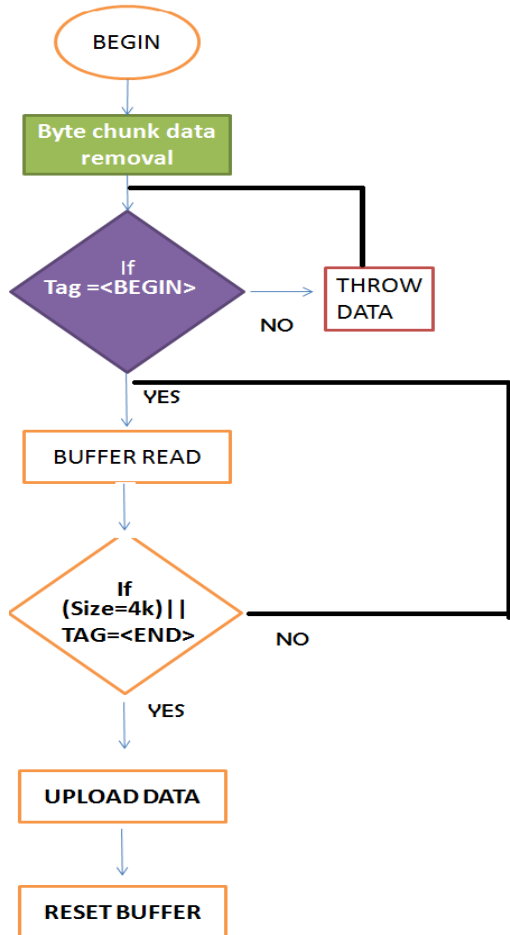 BEGIN
Byte chunk data
removal
If
Tag =<BEGIN>
THROW
DATA
NO
YES
BUFFER READ
If
(Size=4k)||
TAG=<END>
NO
YES
UPLOAD DATA
RESET BUFFER